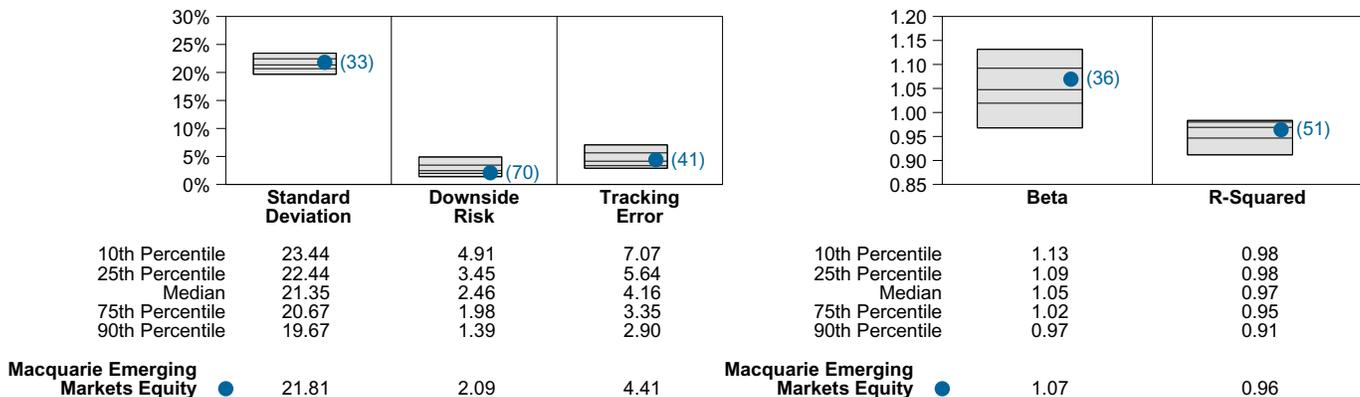 30%
25%
20%
15%
10%
5%
0%
(33)
(70)
(41)
Standard Deviation
Downside Risk
Tracking Error
10th Percentile 23.44 4.91 7.07
25th Percentile 22.44 3.45 5.64
Median 21.35 2.46 4.16
75th Percentile 20.67 1.98 3.35
90th Percentile 19.67 1.39 2.90
Macquarie Emerging
Markets Equity 21.81 2.09 4.41
1.20
1.15
1.10
1.05
1.00
0.95
0.90
0.85
(36)
(51)
Beta R-Squared
10th Percentile 1.13 0.98
25th Percentile 1.09 0.98
Median 1.05 0.97
75th Percentile 1.02 0.95
90th Percentile 0.97 0.91
Macquarie Emerging
Markets Equity 1.07 0.96